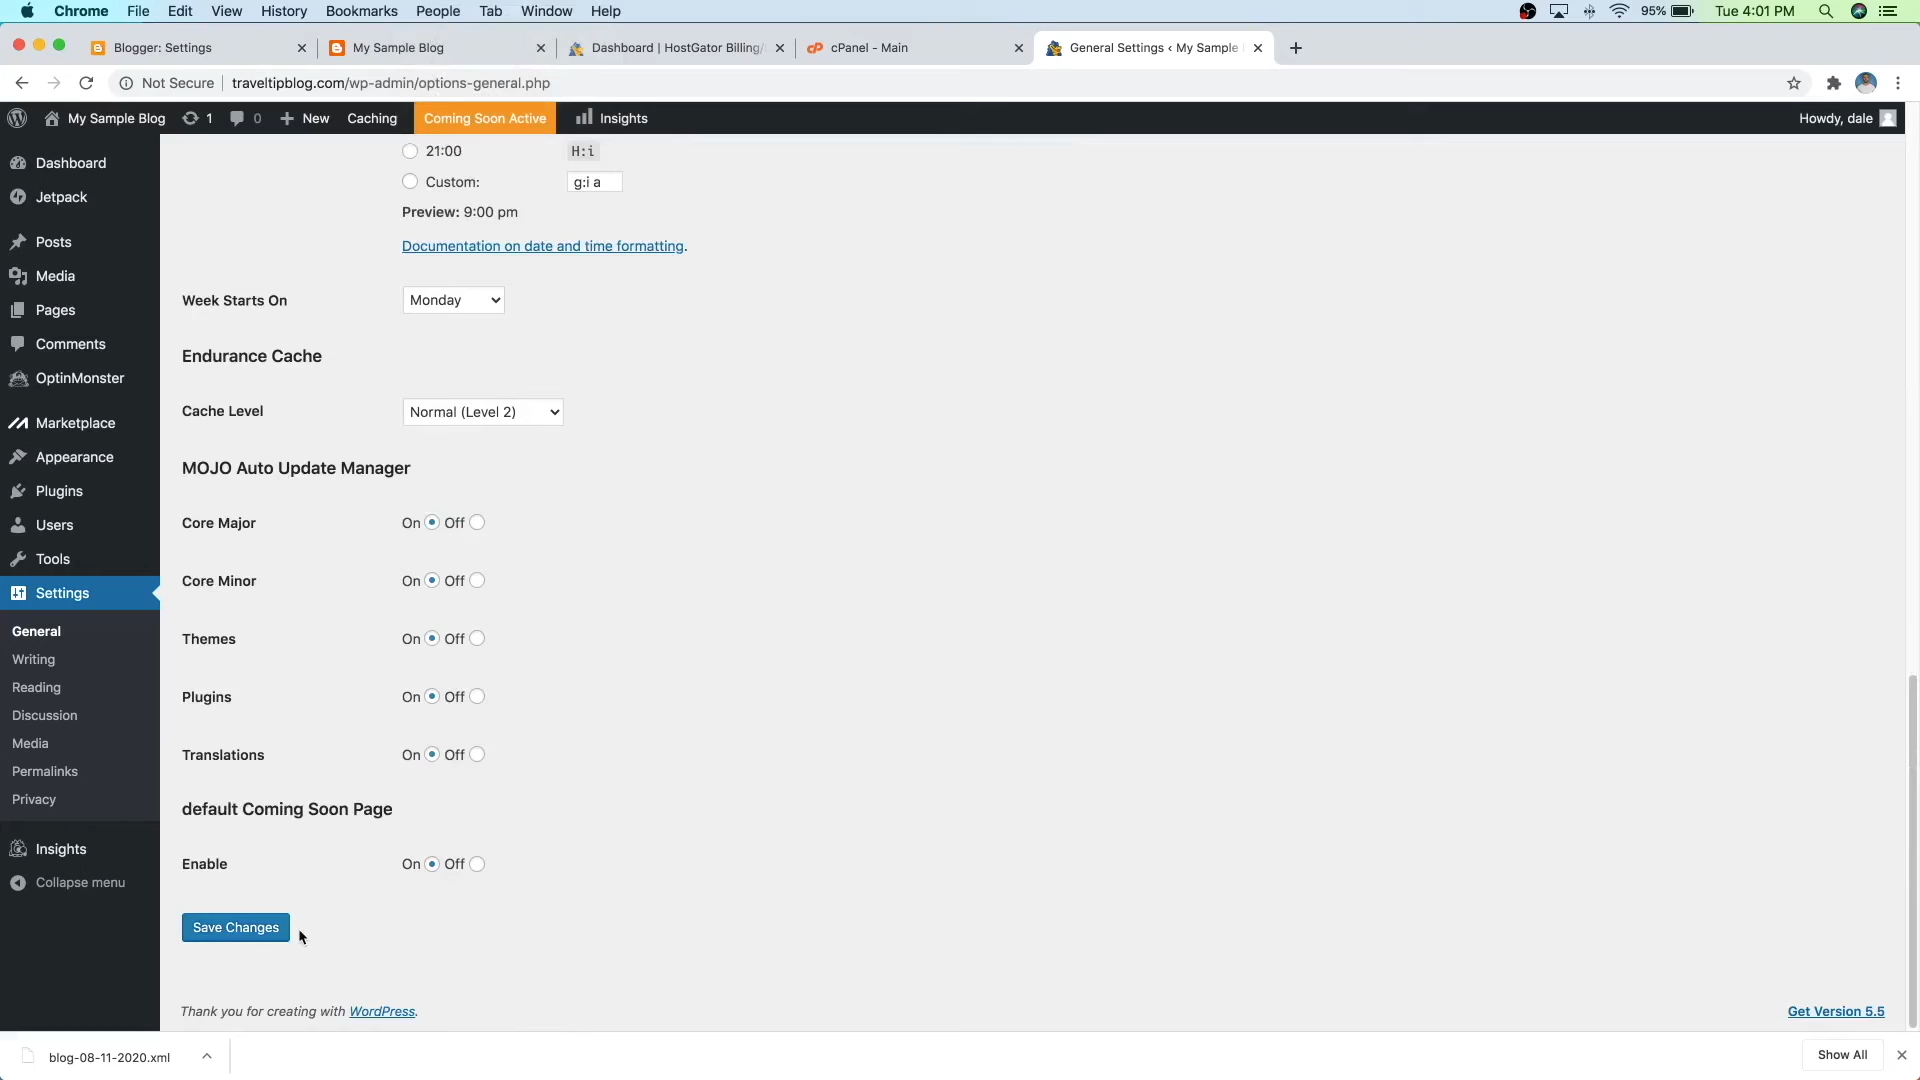 Chrome File Edit View History Bookmarks People Tab Window Help 95% Tue 4:01 PM
Blogger: Settings My Sample Blog Dashboard | HostGator Billing/ cPanel - Main General Settings ‹ My Sample
Not Secure traveltipblog.com/wp-admin/options-general.php
My Sample Blog 1 0 New Caching Coming Soon Active Insights Howdy, dale
Dashboard
Jetpack
Posts
Media
Pages
Comments
OptinMonster
Marketplace
Appearance
Plugins
Users
Tools
Settings
General
Writing
Reading
Discussion
Media
Permalinks
Privacy
Insights
Collapse menu
21:00 H:i
Custom: g:i a
Preview: 9:00 pm
Documentation on date and time formatting.
Week Starts On Monday
Endurance Cache
Cache Level Normal (Level 2)
MOJO Auto Update Manager
Core Major On Off
Core Minor On Off
Themes On Off
Plugins On Off
Translations On Off
default Coming Soon Page
Enable On Off
Save Changes
Thank you for creating with WordPress. Get Version 5.5
blog-08-11-2020.xml Show All